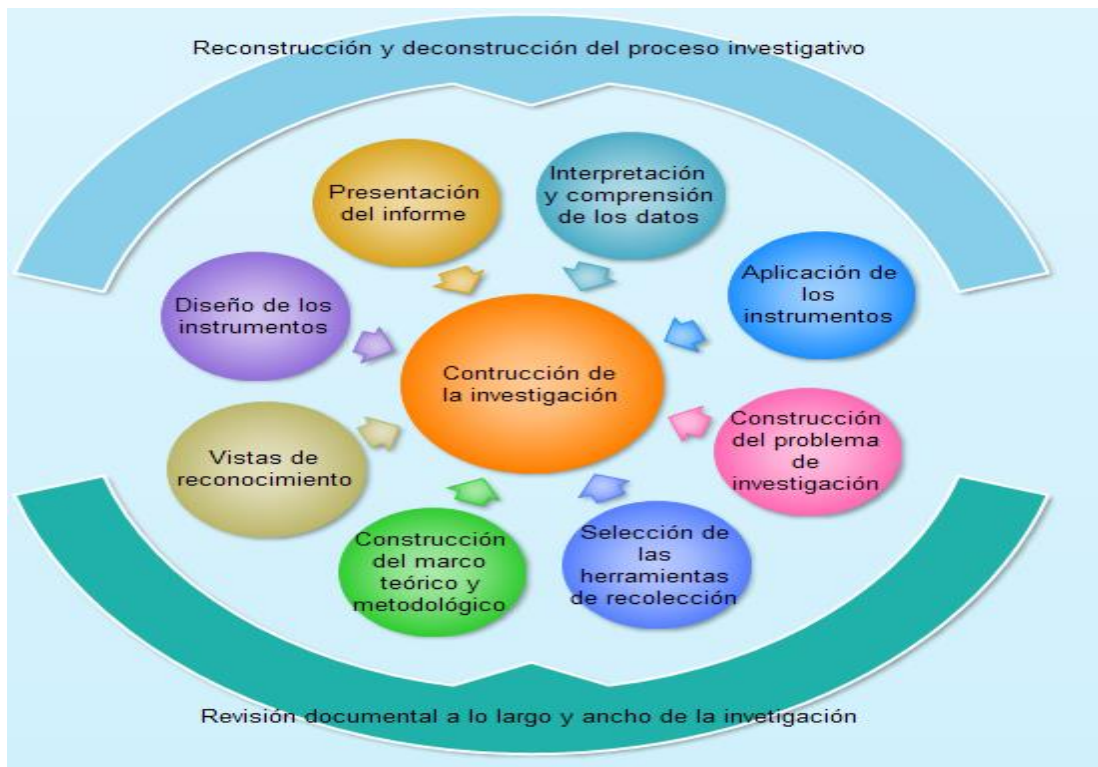 Reconstrucción y deconstrucción del proceso investigativo
Presentación
del informe
Interpretación
y comprensión
de los datos
Diseño de los
instrumentos
Aplicación de
los
instrumentos
Contrucción de
la investigación
Vistas de
reconocimiento
Construcción
del problema
de
investigación
Construcción
del marco
teórico y
metodológico
Selección de
las
herramientas
de recolección
Revisión documental a lo largo y ancho de la invetigación